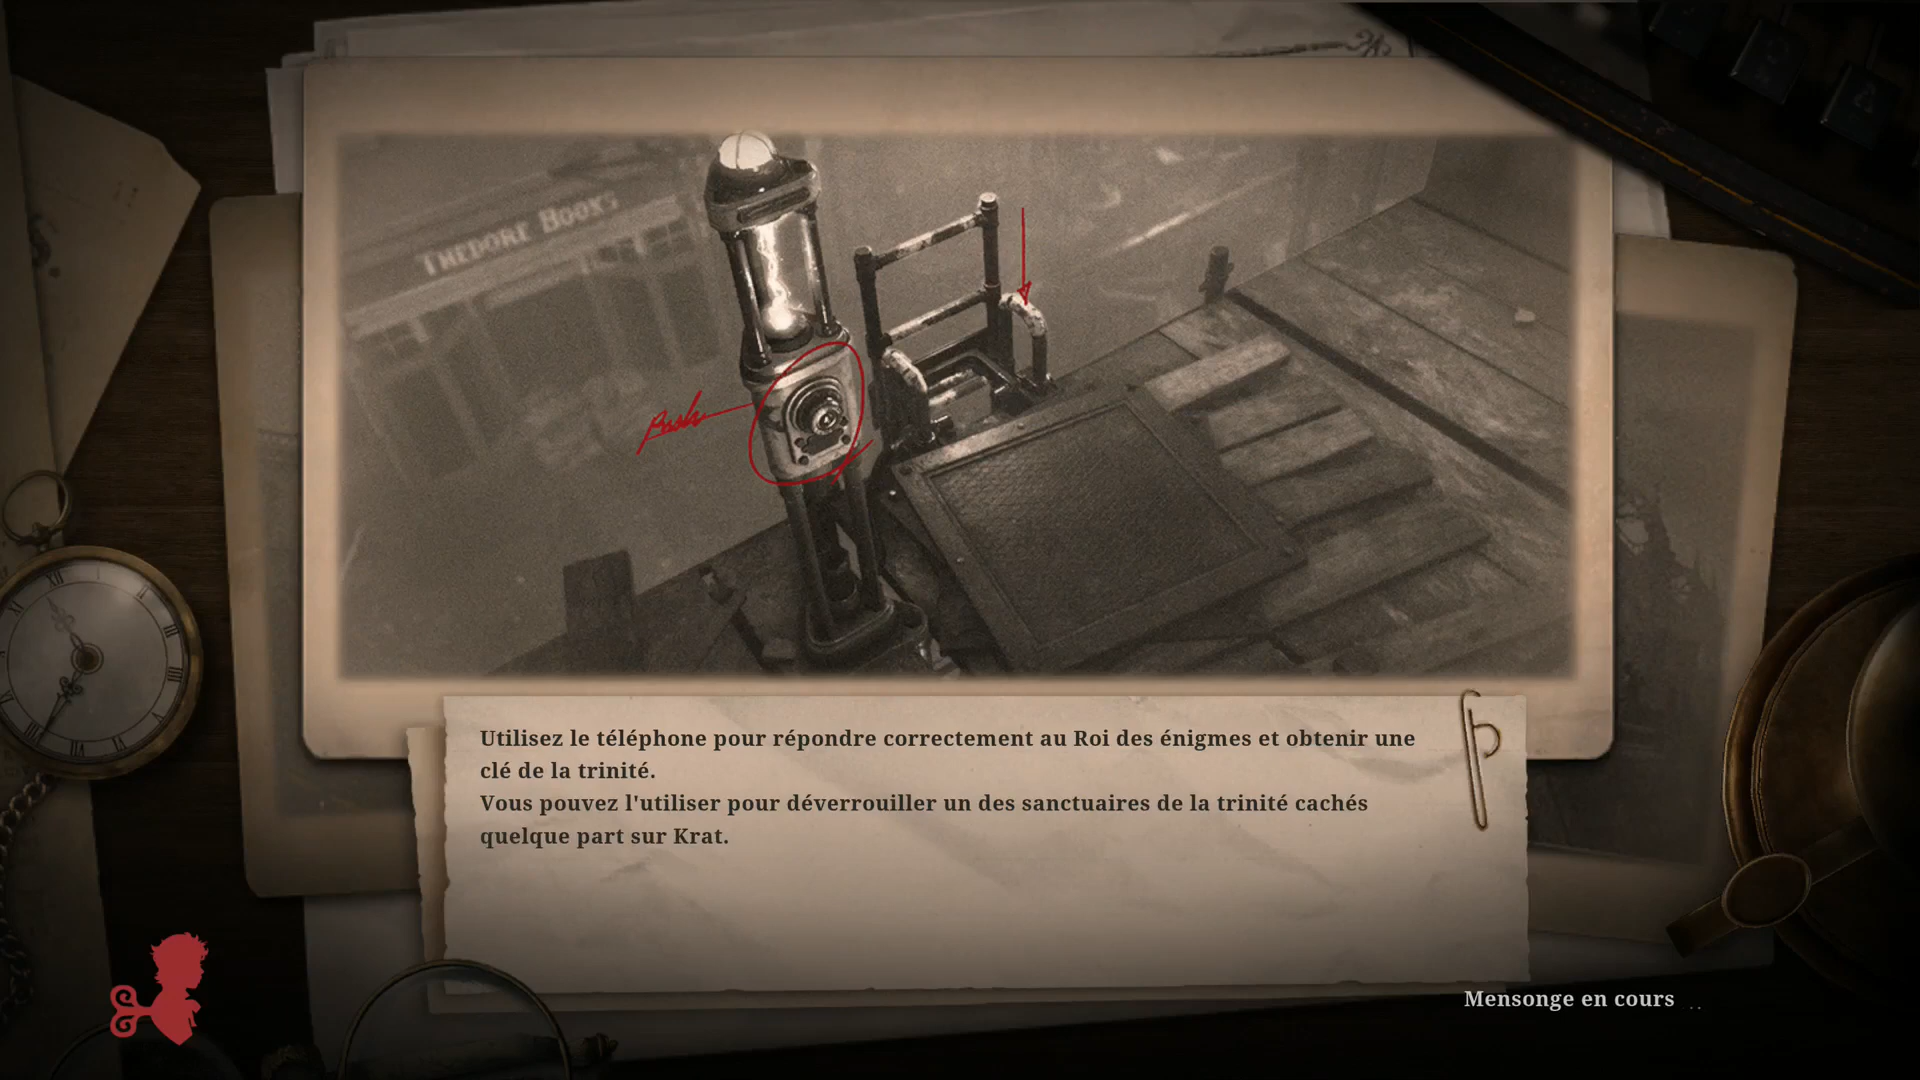 THEDORE BOOKS
Push
Utilisez le téléphone pour répondre correctement au Roi des énigmes et obtenir une
clé de la trinité.
Vous pouvez l'utiliser pour déverrouiller un des sanctuaires de la trinité cachés
quelque part sur Krat.
Mensonge en cours ..